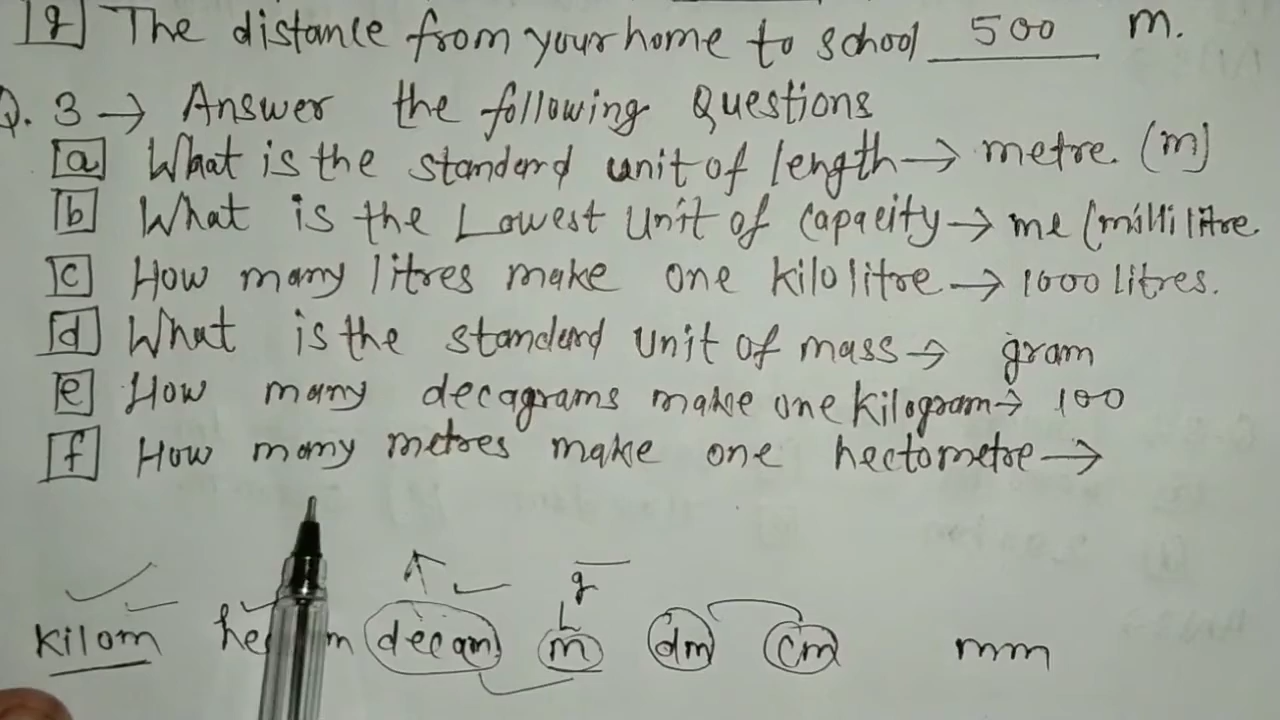 [g] The distance from your home to school 500 m.
Q. 3 → Answer the following Questions
[a] What is the standard unit of length → metre. (m)
[b] What is the Lowest Unit of capacity → ml (milli litre.
[c] How many litres make one kilolitre → 1000 litres.
[d] What is the standard unit of mass → gram
[e] How many decagrams make one kilogram → 100
[f] How many metres make one hectometre →
g
kilom decam m dm cm mm